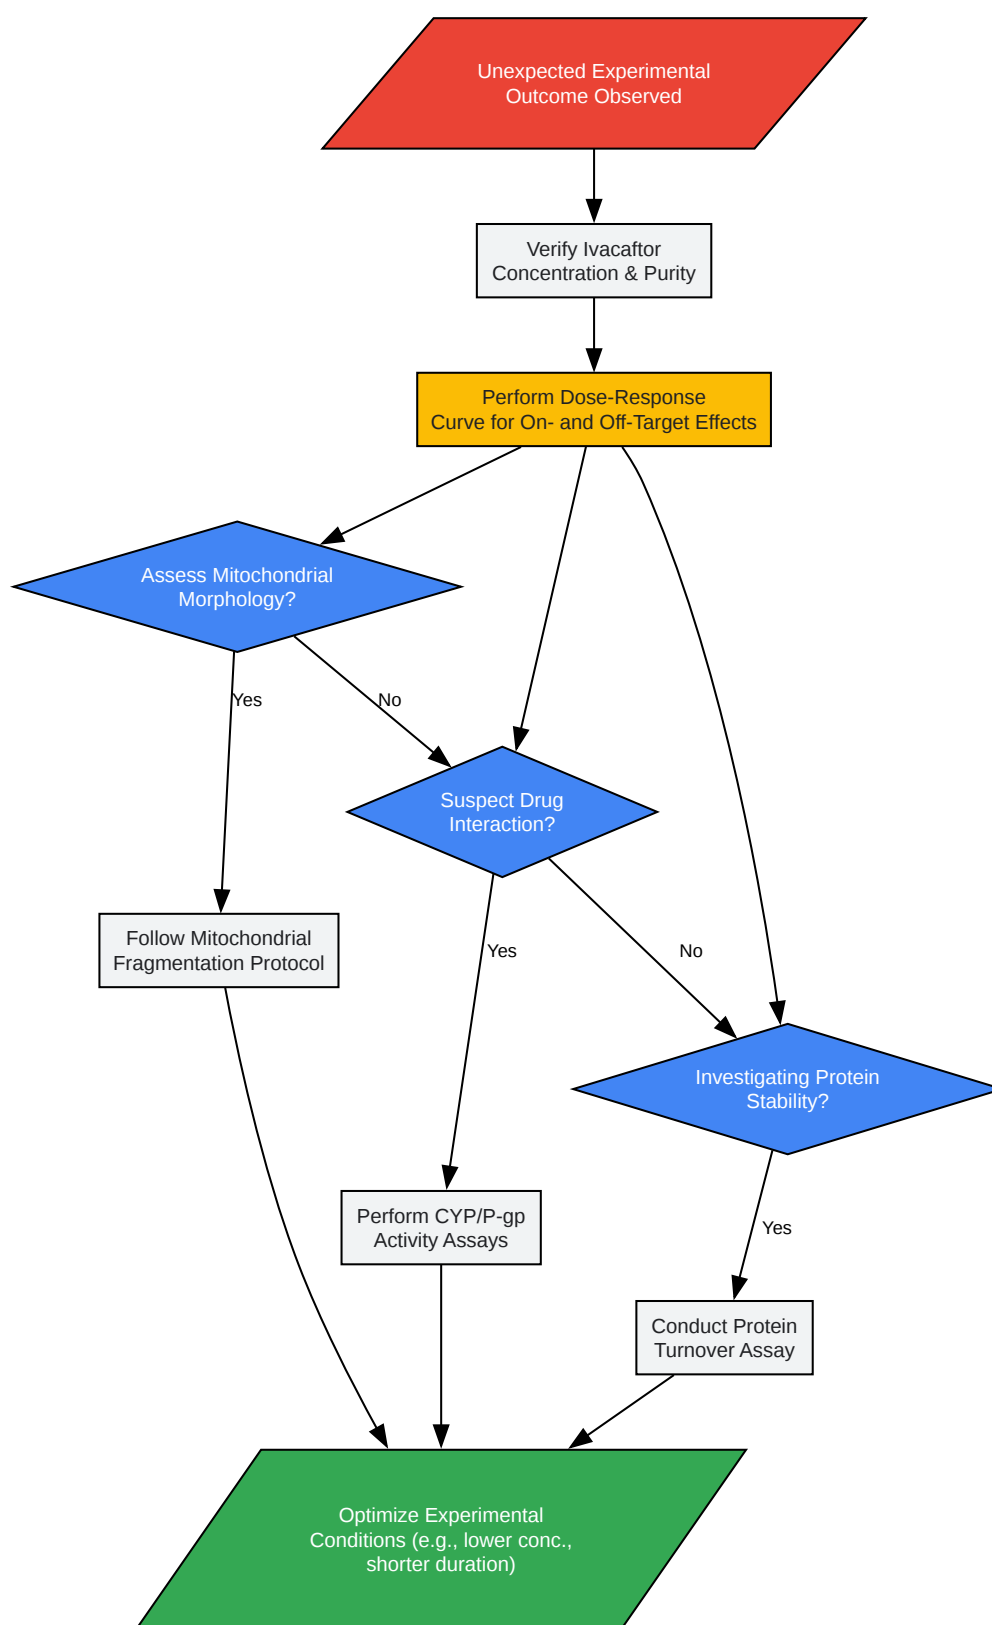 Unexpected Experimental
Outcome Observed
Verify Ivacaftor
Concentration & Purity
Perform Dose-Response
Curve for On- and Off-Target Effects
Assess Mitochondrial
Morphology?
Yes
No
Suspect Drug
Interaction?
Follow Mitochondrial
Fragmentation Protocol
Yes
No
Investigating Protein
Stability?
Perform CYP/P-gp
Activity Assays
Yes
Conduct Protein
Turnover Assay
Optimize Experimental
Conditions (e.g., lower conc.,
shorter duration)